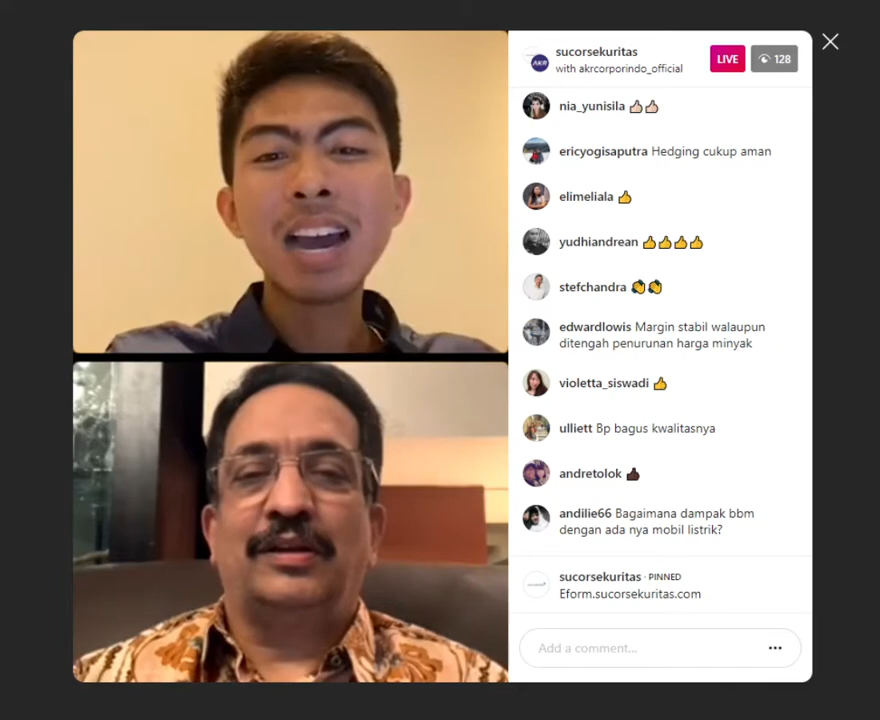 sucorsekuritas
with akrcorporindo_official
LIVE
128
AKR
nia_yunisila
ericyogisaputra Hedging cukup aman
elimeliala
yudhiandrean
stefchandra
edwardlowis Margin stabil walaupun
ditengah penurunan harga minyak
violetta_siswadi
ulliett Bp bagus kwalitasnya
andretolok
andilie66 Bagaimana dampak bbm
dengan ada nya mobil listrik?
sucorsekuritas · PINNED
Eform.sucorsekuritas.com
Add a comment...